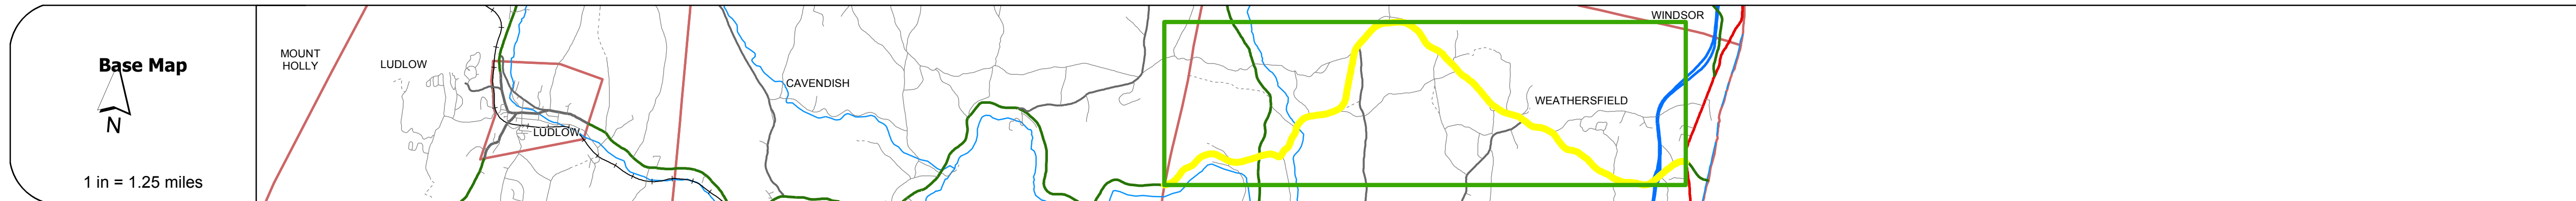 Base Map
N
1 in = 1.25 miles
MOUNT
HOLLY
LUDLOW
LUDLOW
CAVENDISH
WEATHERSFIELD
WINDSOR